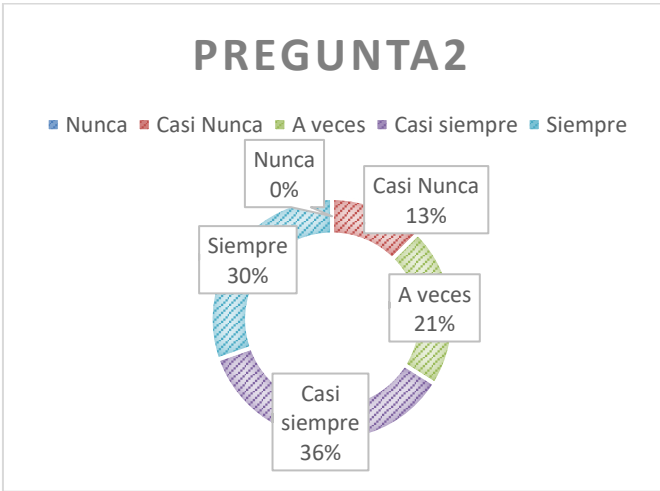 PREGUNTA2
Nunca Casi Nunca A veces Casi siempre Siempre
Nunca
0%
Casi Nunca
13%
A veces
21%
Casi
siempre
36%
Siempre
30%